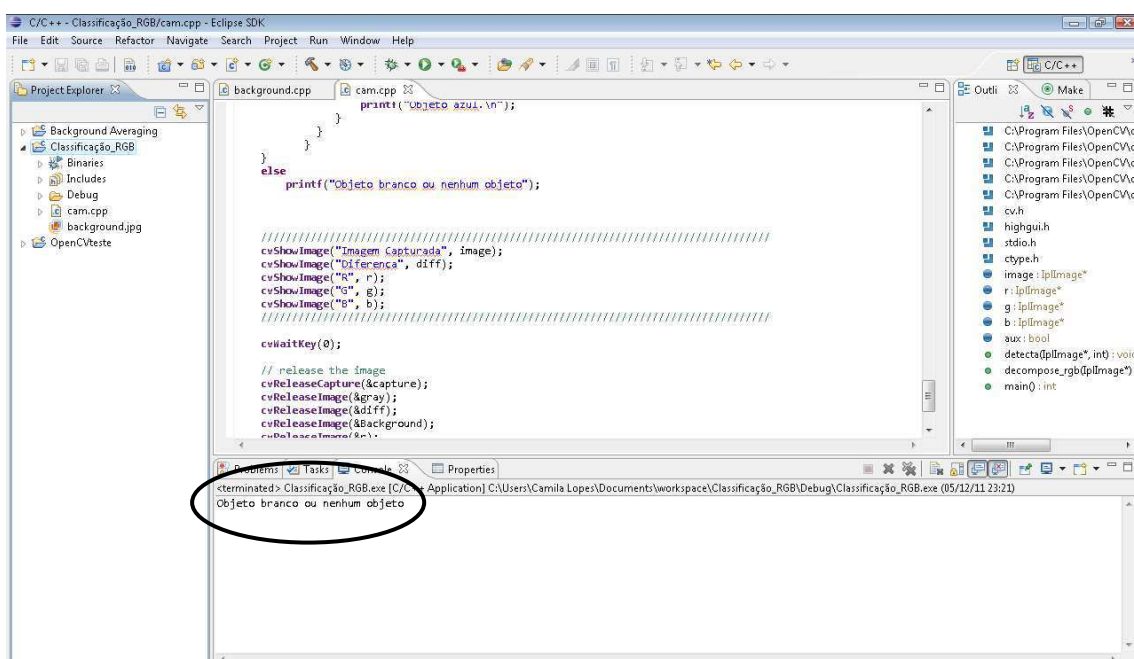 C/C++ - Classificação_RGB/cam.cpp - Eclipse SDK
File Edit Source Refactor Navigate Search Project Run Window Help
C/C++
Project Explorer
background.cpp
cam.cpp
Outli
Make
Background Averaging
Classificação_RGB
Binaries
Includes
Debug
cam.cpp
background.jpg
OpenCVteste
printf("Objeto azul.\n");
}
}
}
}
else
printf("Objeto branco ou nenhum objeto");
////////////////////////////////////////////////////////////////////////
cvShowImage("Imagem Capturada", image);
cvShowImage("Diferenca", diff);
cvShowImage("R", r);
cvShowImage("G", g);
cvShowImage("B", b);
////////////////////////////////////////////////////////////////////////
cvWaitKey(0);
// release the image
cvReleaseCapture(&capture);
cvReleaseImage(&gray);
cvReleaseImage(&diff);
cvReleaseImage(&Background);
cvReleaseImage(&r);
C:\Program Files\OpenCV\c
C:\Program Files\OpenCV\c
C:\Program Files\OpenCV\c
C:\Program Files\OpenCV\c
C:\Program Files\OpenCV\c
cv.h
highgui.h
stdio.h
ctype.h
image : IplImage*
r : IplImage*
g : IplImage*
b : IplImage*
aux : bool
detecta(IplImage*, int) : void
decompose_rgb(IplImage*)
main() : int
Problems Tasks Console Properties
<terminated> Classificação_RGB.exe [C/C++ Application] C:\Users\Camila Lopes\Documents\workspace\Classificação_RGB\Debug\Classificação_RGB.exe (05/12/11 23:21)
Objeto branco ou nenhum objeto